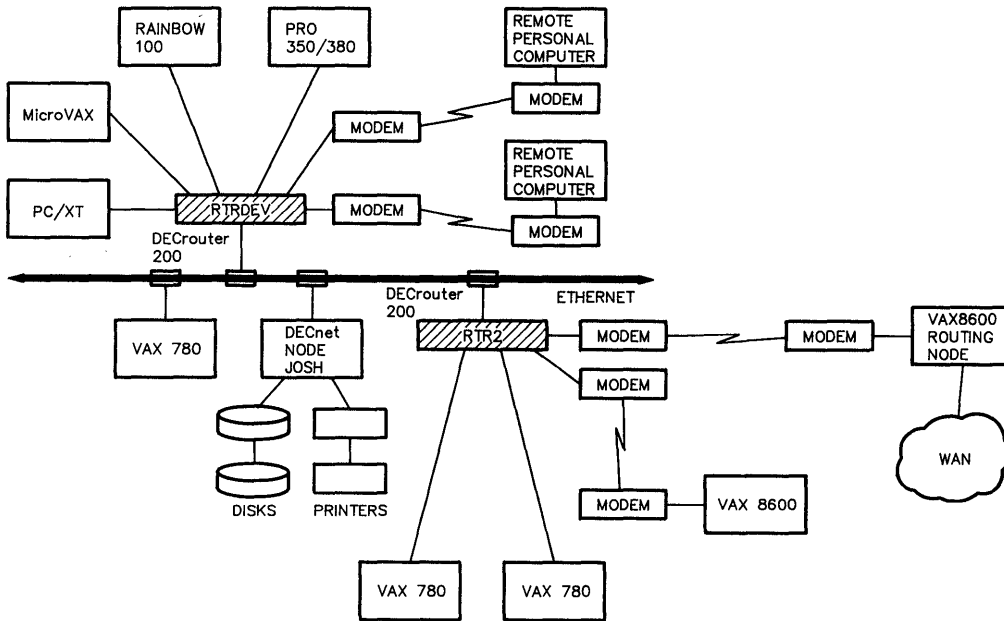 RAINBOW
100
PRO
350/380
REMOTE
PERSONAL
COMPUTER
MicroVAX
MODEM
MODEM
REMOTE
PERSONAL
COMPUTER
PC/XT
RTRDEV
MODEM
MODEM
DECrouter
200
DECrouter
200
ETHERNET
VAX 780
DECnet
NODE
JOSH
RTR2
MODEM
MODEM
VAX8600
ROUTING
NODE
MODEM
WAN
DISKS
PRINTERS
MODEM
VAX 8600
VAX 780
VAX 780